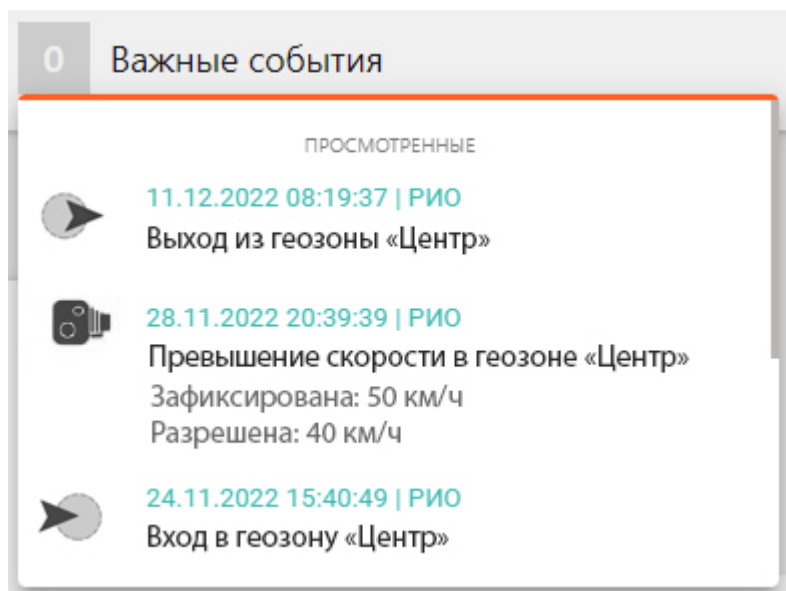 0 Важные события
ПРОСМОТРЕННЫЕ
11.12.2022 08:19:37 | РИО
Выход из геозоны «Центр»
28.11.2022 20:39:39 | РИО
Превышение скорости в геозоне «Центр»
Зафиксирована: 50 км/ч
Разрешена: 40 км/ч
24.11.2022 15:40:49 | РИО
Вход в геозону «Центр»